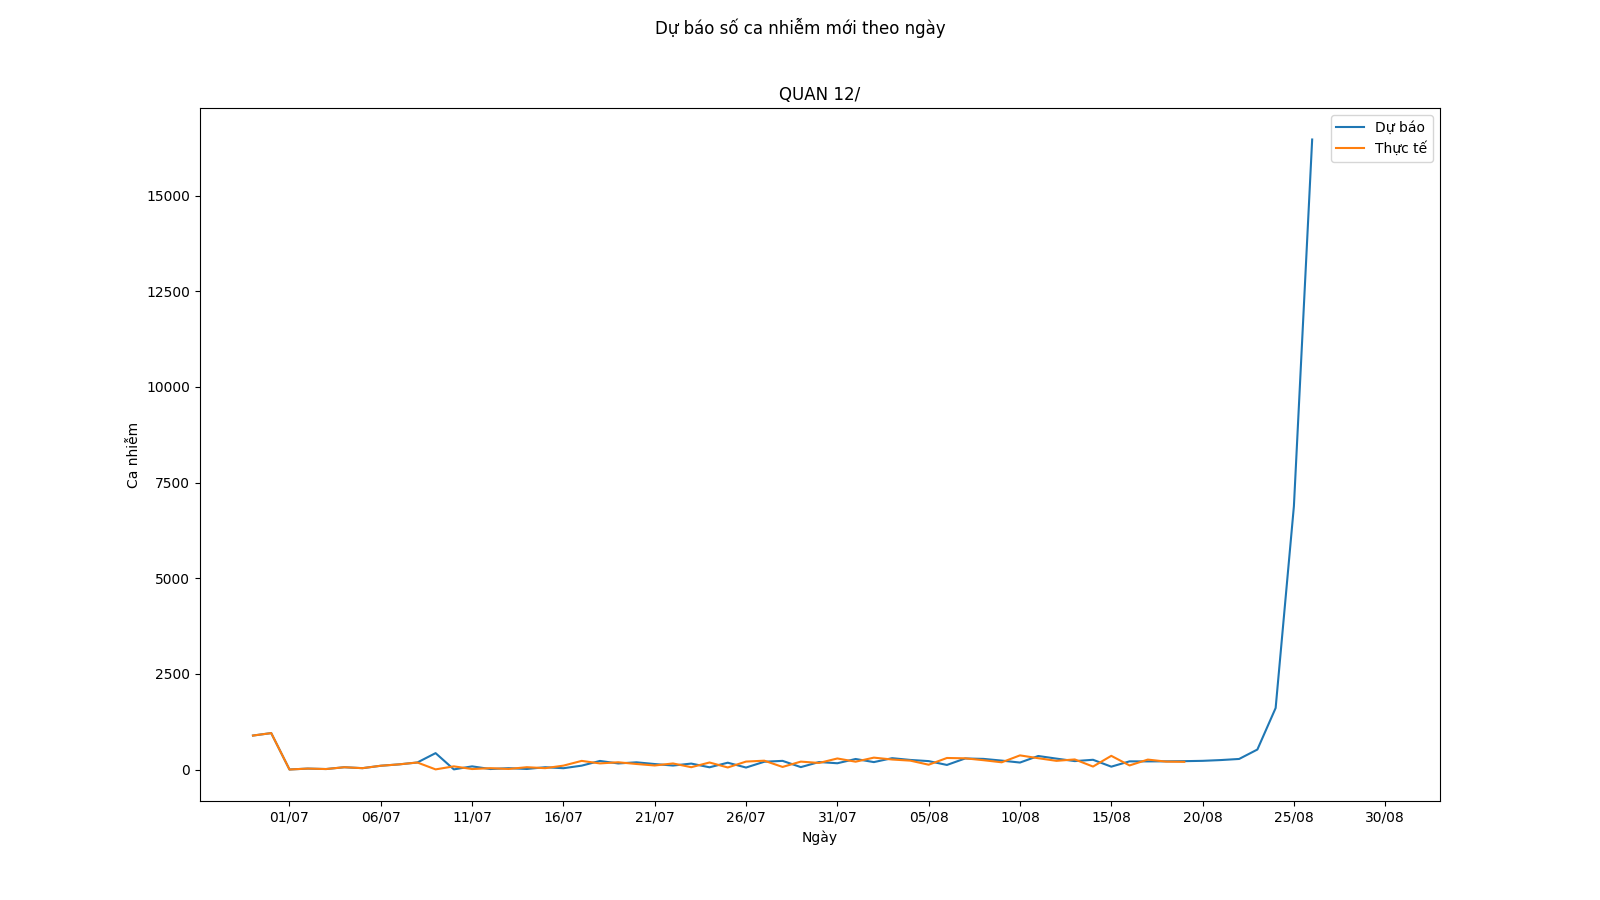 Dự báo số ca nhiễm mới theo ngày
QUAN 12/
Dự báo
Thực tế
15000
12500
10000
7500
5000
2500
0
Ca nhiễm
01/07 06/07 11/07 16/07 21/07 26/07 31/07 05/08 10/08 15/08 20/08 25/08 30/08
Ngày